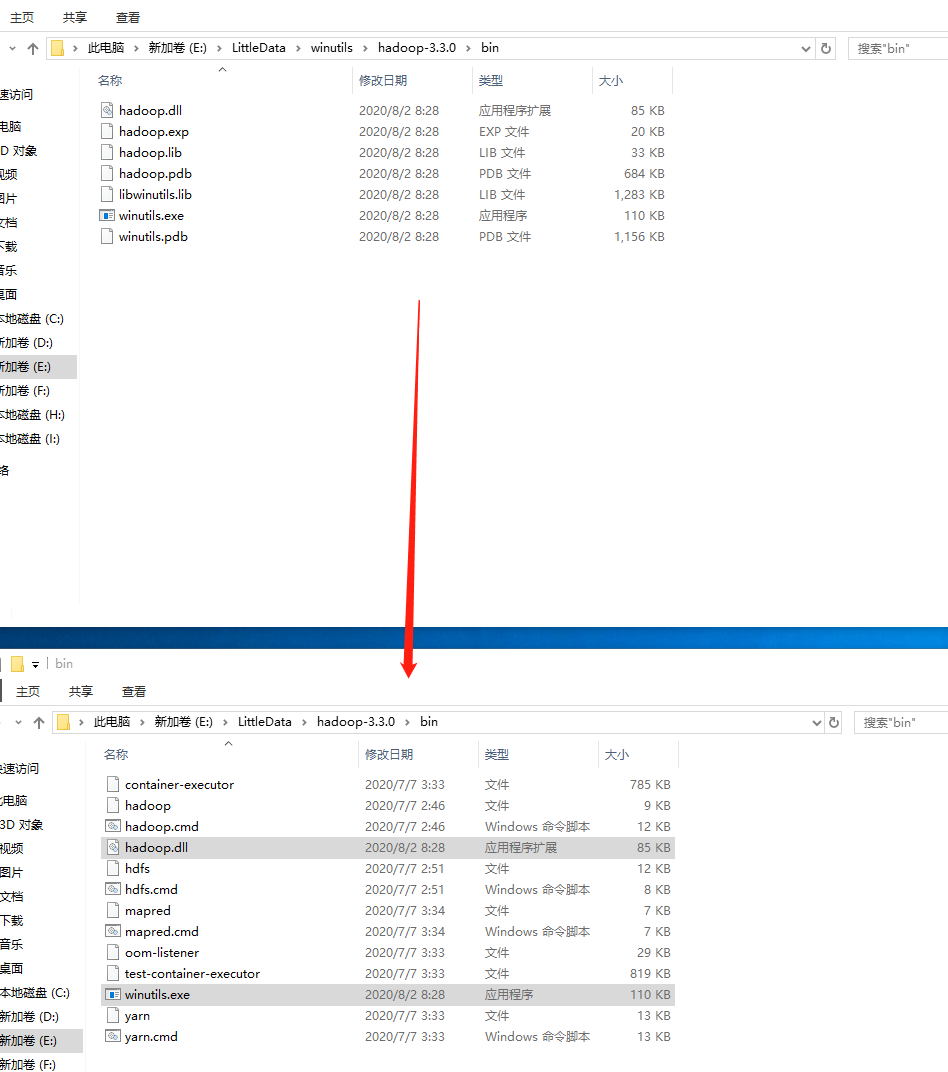 主页 共享 查看
此电脑 > 新加卷 (E:) > LittleData > winutils > hadoop-3.3.0 > bin 搜索"bin"
名称 修改日期 类型 大小
速访问
电脑
D 对象
视频
图片
文档
下载
音乐
桌面
本地磁盘 (C:)
新加卷 (D:)
新加卷 (E:)
新加卷 (F:)
本地磁盘 (H:)
本地磁盘 (I:)
络
hadoop.dll 2020/8/2 8:28 应用程序扩展 85 KB
hadoop.exp 2020/8/2 8:28 EXP 文件 20 KB
hadoop.lib 2020/8/2 8:28 LIB 文件 33 KB
hadoop.pdb 2020/8/2 8:28 PDB 文件 684 KB
libwinutils.lib 2020/8/2 8:28 LIB 文件 1,283 KB
winutils.exe 2020/8/2 8:28 应用程序 110 KB
winutils.pdb 2020/8/2 8:28 PDB 文件 1,156 KB
bin
主页 共享 查看
此电脑 > 新加卷 (E:) > LittleData > hadoop-3.3.0 > bin 搜索"bin"
名称 修改日期 类型 大小
快速访问
此电脑
3D 对象
视频
图片
文档
下载
音乐
桌面
本地磁盘 (C:)
新加卷 (D:)
新加卷 (E:)
新加卷 (F:)
container-executor 2020/7/7 3:33 文件 785 KB
hadoop 2020/7/7 2:46 文件 9 KB
hadoop.cmd 2020/7/7 2:46 Windows 命令脚本 12 KB
hadoop.dll 2020/8/2 8:28 应用程序扩展 85 KB
hdfs 2020/7/7 2:51 文件 12 KB
hdfs.cmd 2020/7/7 2:51 Windows 命令脚本 8 KB
mapred 2020/7/7 3:34 文件 7 KB
mapred.cmd 2020/7/7 3:34 Windows 命令脚本 7 KB
oom-listener 2020/7/7 3:33 文件 29 KB
test-container-executor 2020/7/7 3:33 文件 819 KB
winutils.exe 2020/8/2 8:28 应用程序 110 KB
yarn 2020/7/7 3:33 文件 13 KB
yarn.cmd 2020/7/7 3:33 Windows 命令脚本 13 KB